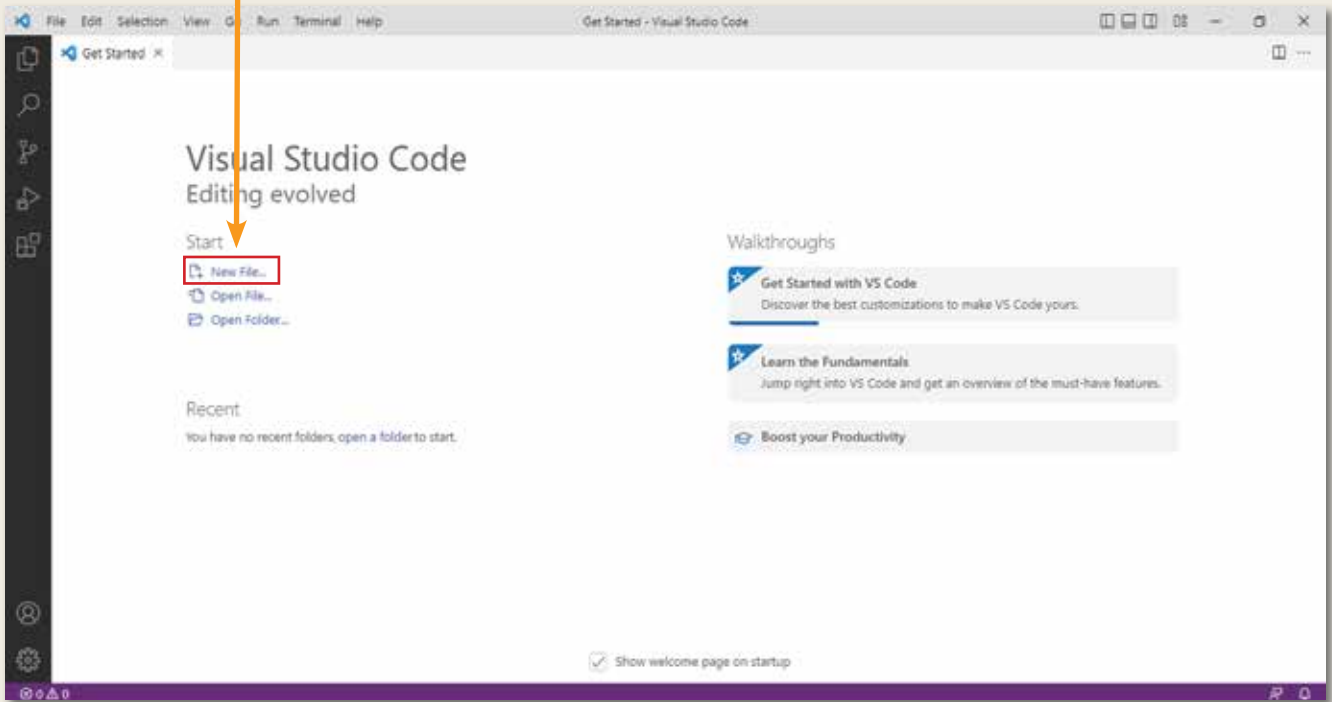 File Edit Selection View Go Run Terminal Help
Get Started - Visual Studio Code
Get Started
Visual Studio Code
Editing evolved
Start
New File...
Open File...
Open Folder...
Recent
You have no recent folders, open a folder to start.
Walkthroughs
Get Started with VS Code
Discover the best customizations to make VS Code yours.
Learn the Fundamentals
Jump right into VS Code and get an overview of the must-have features.
Boost your Productivity
Show welcome page on startup
0 0